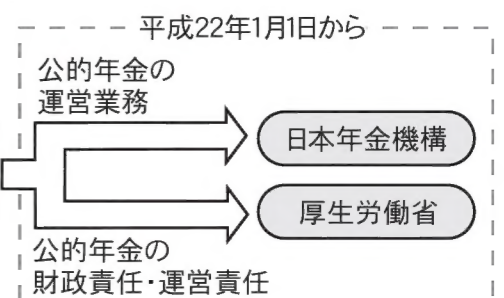 平成22年1月1日から
公的年金の
運営業務
日本年金機構
厚生労働省
公的年金の
財政責任・運営責任